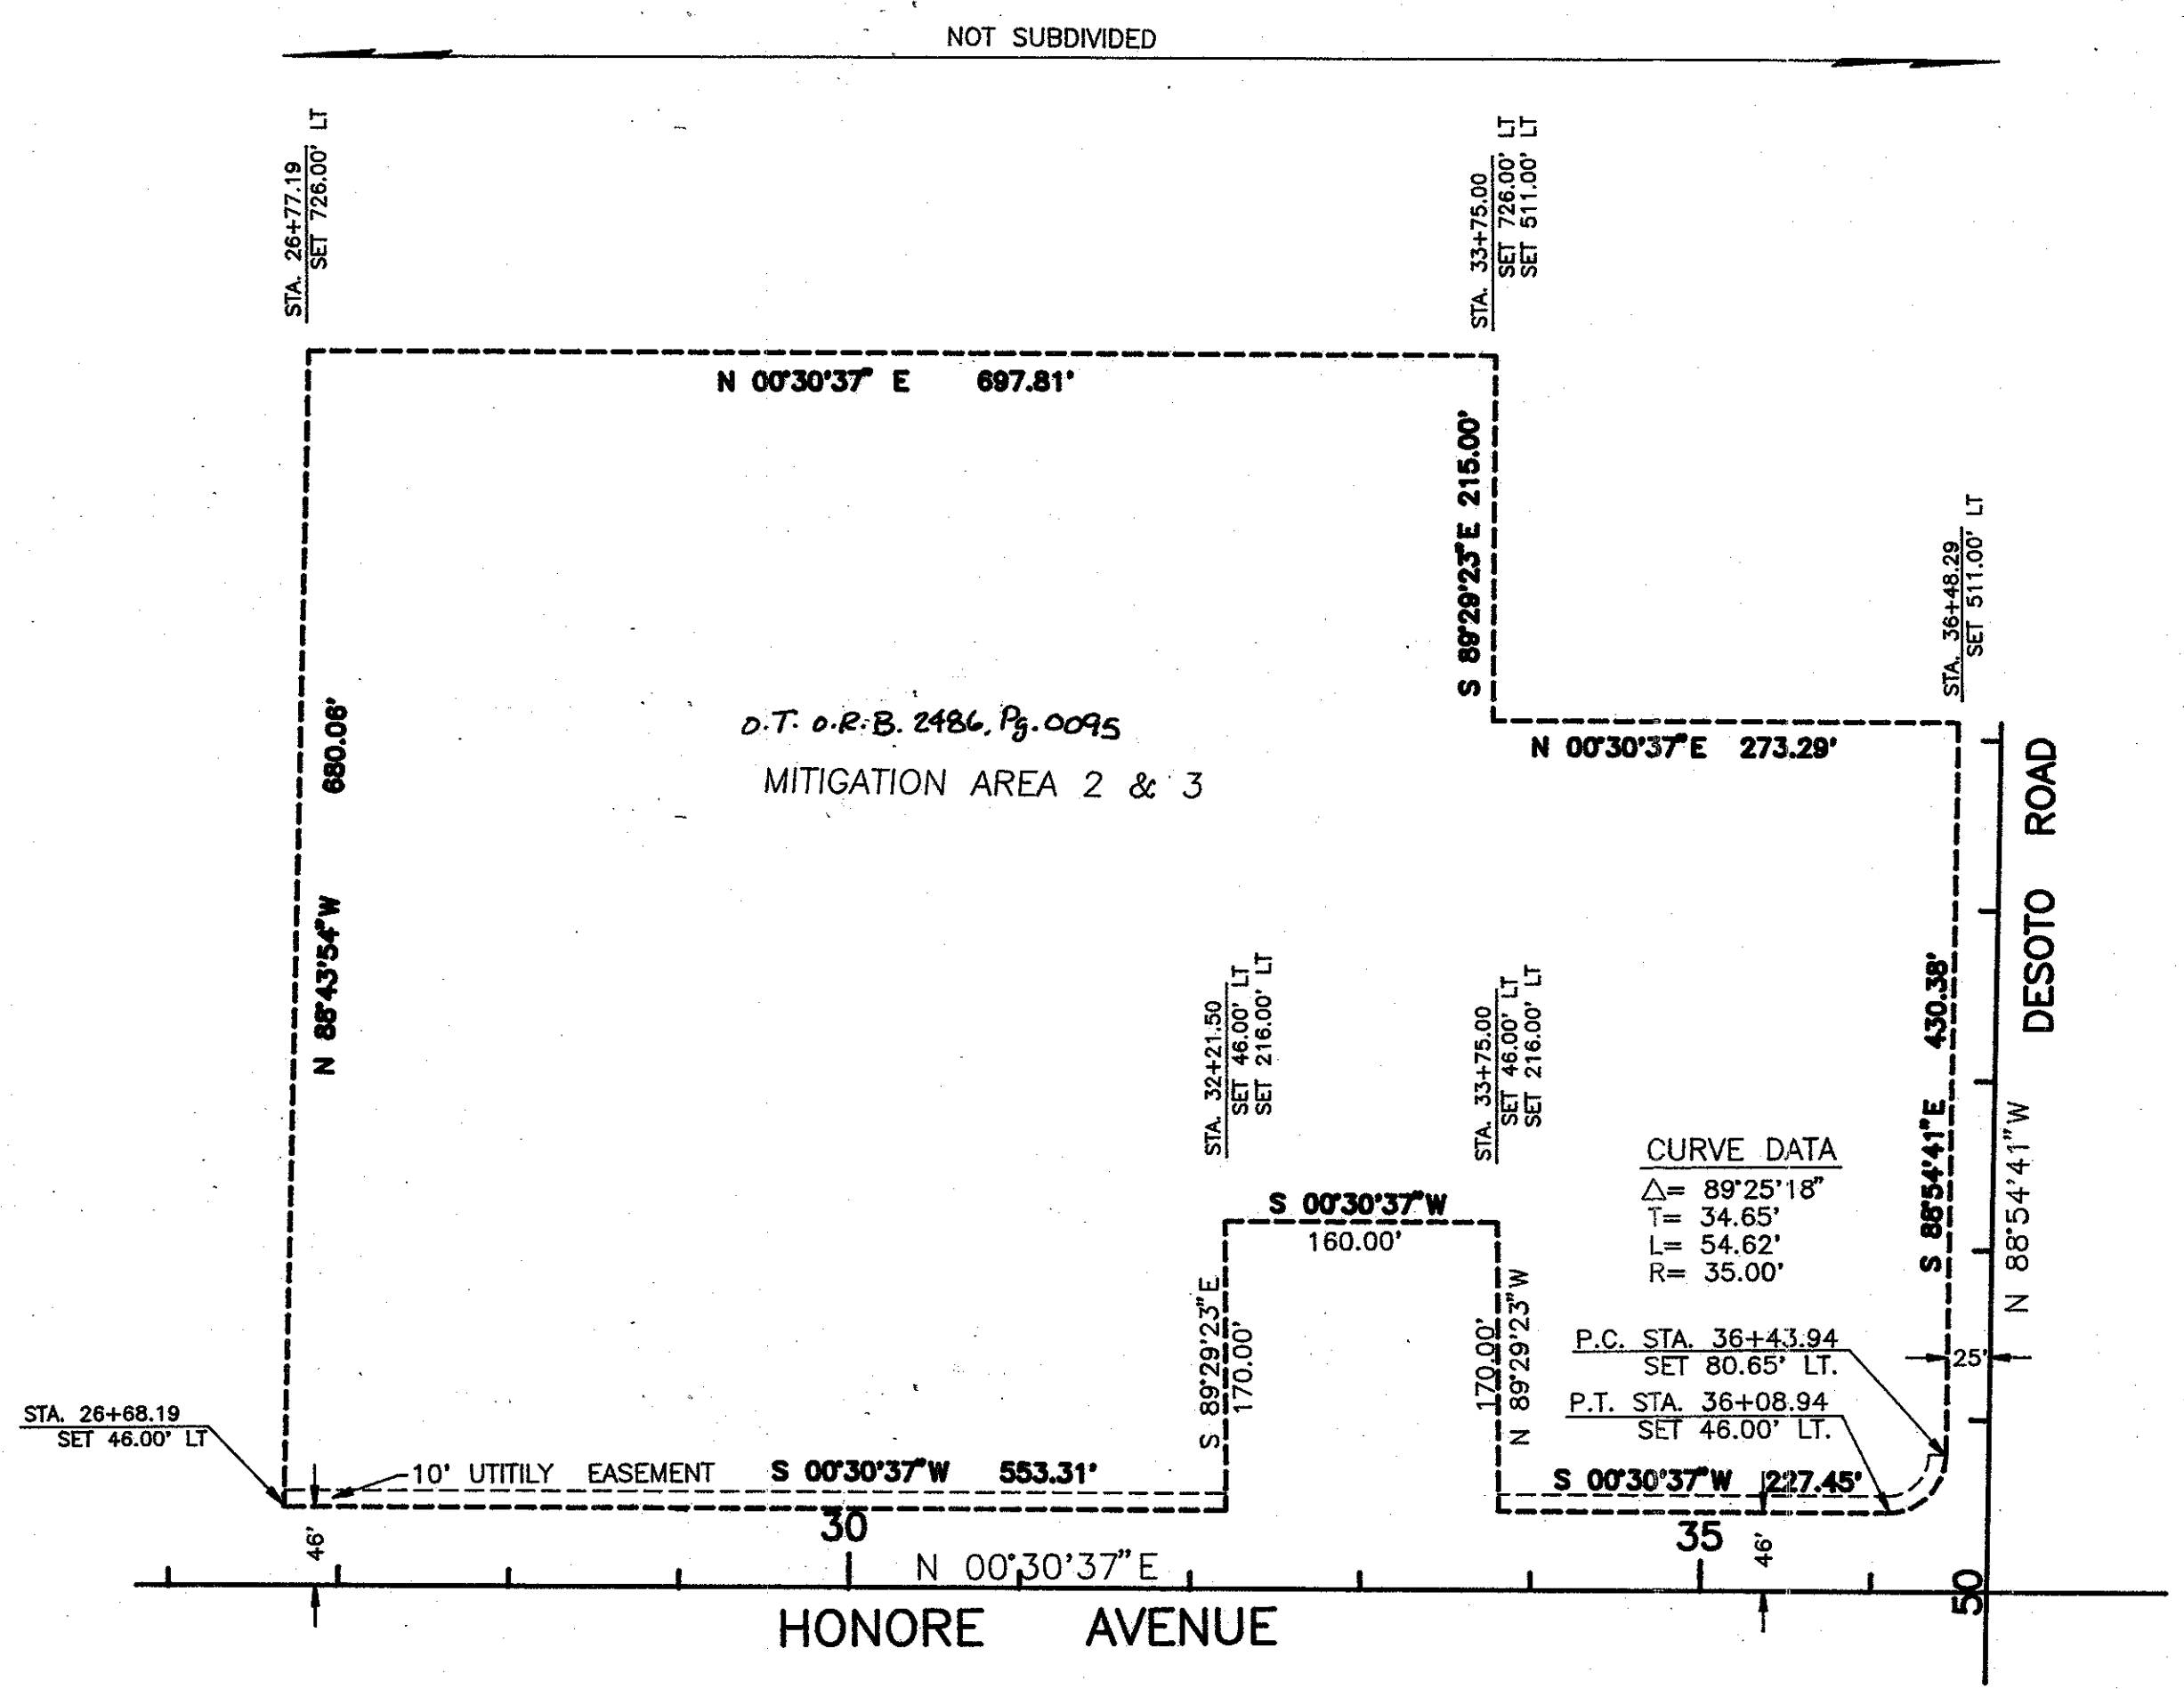 NOT SUBDIVIDED
STA. 26+77.19
SET 726.00' LT
STA. 33+75.00
SET 726.00' LT
SET 511.00' LT
N 00°30'37" E 697.81'
S 89°29'23"E 215.00'
STA. 36+48.29
SET 511.00' LT
N 00°30'37"E 273.29'
O.T. O.R.B. 2486, Pg. 0095
MITIGATION AREA 2 & 3
N 88°43'54"W 680.06'
DESOTO ROAD
N 88°54'41"W
S 88°54'41"E 430.38'
STA. 32+21.50
SET 46.00' LT
SET 216.00' LT
STA. 33+75.00
SET 46.00' LT
SET 216.00' LT
CURVE DATA
△= 89°25'18"
T= 34.65'
L= 54.62'
R= 35.00'
S 00°30'37"W
160.00'
S 89°29'23"E
170.00'
170.00'
N 89°29'23"W
P.C. STA. 36+43.94
SET 80.65' LT.
25'
P.T. STA. 36+08.94
SET 46.00' LT.
STA. 26+68.19
SET 46.00' LT
10' UTITILY EASEMENT
S 00°30'37"W 553.31'
S 00°30'37"W 227.45'
46'
30
35
46'
N 00°30'37"E
50
HONORE AVENUE